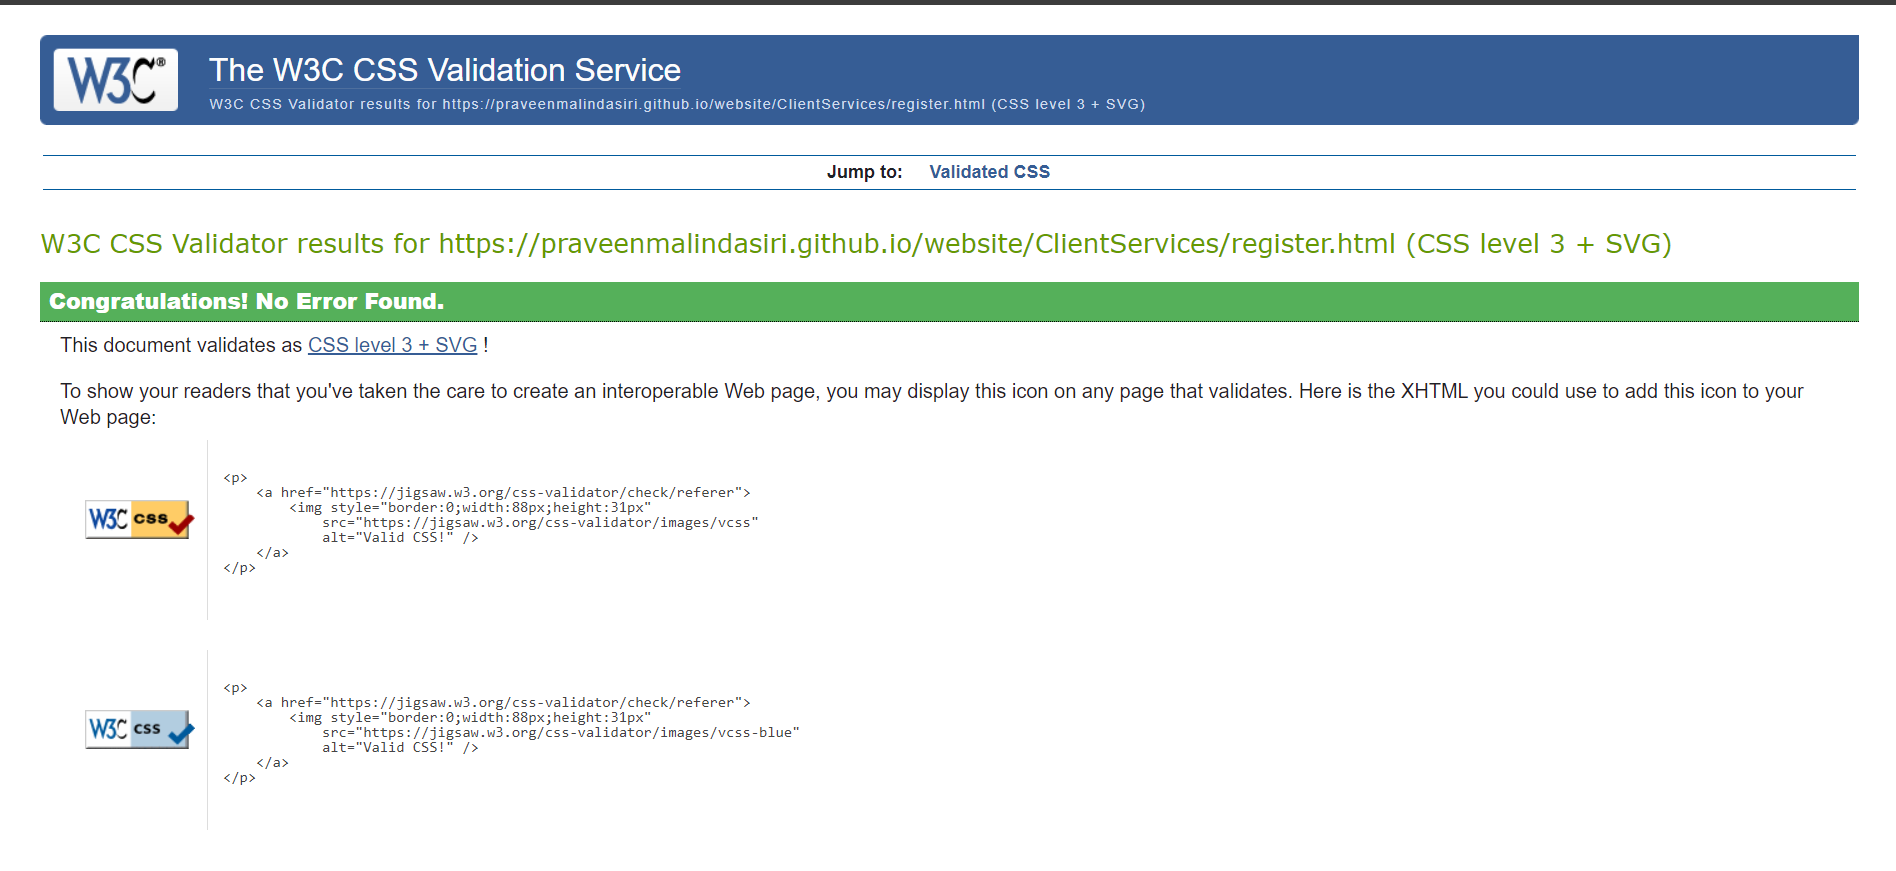 W3C®
The W3C CSS Validation Service
W3C CSS Validator results for https://praveenmalindasiri.github.io/website/ClientServices/register.html (CSS level 3 + SVG)
Jump to: Validated CSS
W3C CSS Validator results for https://praveenmalindasiri.github.io/website/ClientServices/register.html (CSS level 3 + SVG)
Congratulations! No Error Found.
This document validates as CSS level 3 + SVG !
To show your readers that you've taken the care to create an interoperable Web page, you may display this icon on any page that validates. Here is the XHTML you could use to add this icon to your
Web page:
W3C css
<p>
    <a href="https://jigsaw.w3.org/css-validator/check/referer">
        <img style="border:0;width:88px;height:31px"
            src="https://jigsaw.w3.org/css-validator/images/vcss"
            alt="Valid CSS!" />
    </a>
</p>
W3C css
<p>
    <a href="https://jigsaw.w3.org/css-validator/check/referer">
        <img style="border:0;width:88px;height:31px"
            src="https://jigsaw.w3.org/css-validator/images/vcss-blue"
            alt="Valid CSS!" />
    </a>
</p>